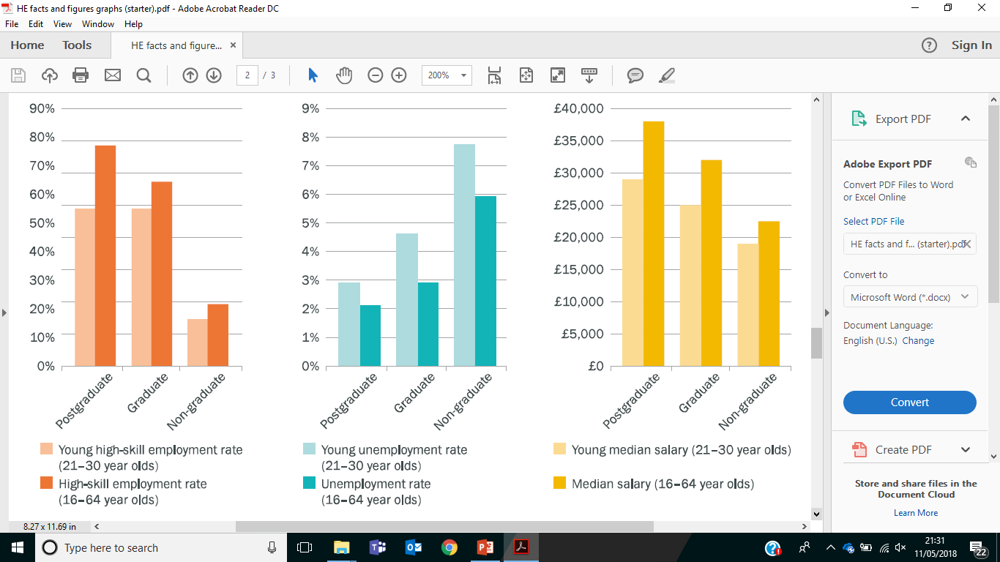 HE facts and figures graphs (starter).pdf - Adobe Acrobat Reader DC
File Edit View Window Help
Home Tools HE facts and figure... × ? Sign In
2 / 3 200%
90%
80%
70%
60%
50%
40%
30%
20%
10%
0%
Postgraduate
Graduate
Non-graduate
Young high-skill employment rate
(21–30 year olds)
High-skill employment rate
(16–64 year olds)
9%
8%
7%
6%
5%
4%
3%
2%
1%
0%
Postgraduate
Graduate
Non-graduate
Young unemployment rate
(21–30 year olds)
Unemployment rate
(16–64 year olds)
£40,000
£35,000
£30,000
£25,000
£20,000
£15,000
£10,000
£5,000
£0
Postgraduate
Graduate
Non-graduate
Young median salary (21–30 year olds)
Median salary (16–64 year olds)
Export PDF
Adobe Export PDF
Convert PDF Files to Word
or Excel Online
Select PDF File
HE facts and f... (starter).pdf
Convert to
Microsoft Word (*.docx)
Document Language:
English (U.S.) Change
Convert
Create PDF
Store and share files in the
Document Cloud
Learn More
8.27 x 11.69 in
Type here to search
21:31
11/05/2018
22